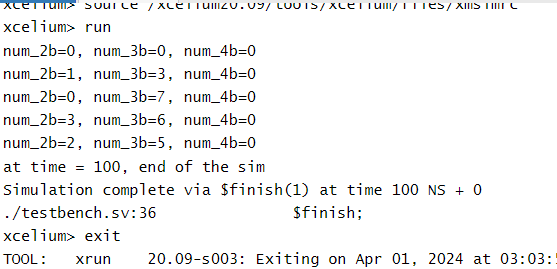 xcelium> source /xcelium20.09/tools/xcelium/files/xmsimrc
xcelium> run
num_2b=0, num_3b=0, num_4b=0
num_2b=1, num_3b=3, num_4b=0
num_2b=0, num_3b=7, num_4b=0
num_2b=3, num_3b=6, num_4b=0
num_2b=2, num_3b=5, num_4b=0
at time = 100, end of the sim
Simulation complete via $finish(1) at time 100 NS + 0
./testbench.sv:36 $finish;
xcelium> exit
TOOL: xrun 20.09-s003: Exiting on Apr 01, 2024 at 03:03: